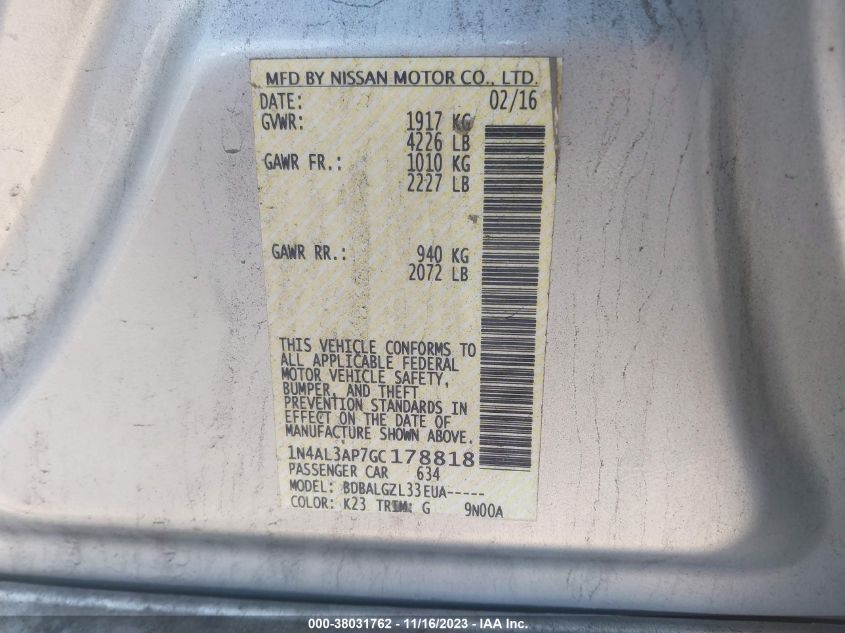 MFD BY NISSAN MOTOR CO., LTD.
DATE: 02/16
GVWR: 1917 KG
4226 LB
GAWR FR.: 1010 KG
2227 LB
GAWR RR.: 940 KG
2072 LB
THIS VEHICLE CONFORMS TO
ALL APPLICABLE FEDERAL
MOTOR VEHICLE SAFETY,
BUMPER, AND THEFT
PREVENTION STANDARDS IN
EFFECT ON THE DATE OF
MANUFACTURE SHOWN ABOVE.
1N4AL3AP7GC178818
PASSENGER CAR 634
MODEL: BDBALGZL33EUA-----
COLOR: K23 TRIM: G 9N00A
000-38031762 - 11/16/2023 - IAA Inc.